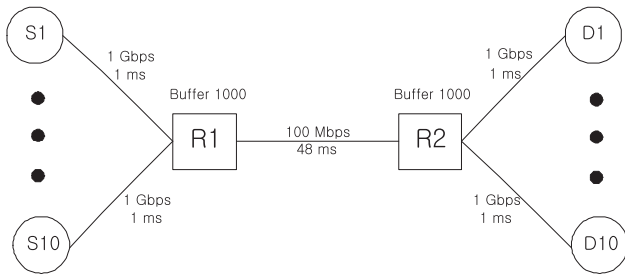 S1
D1
1 Gbps
1 ms
1 Gbps
1 ms
Buffer 1000
Buffer 1000
R1
100 Mbps
48 ms
R2
1 Gbps
1 ms
1 Gbps
1 ms
S10
D10